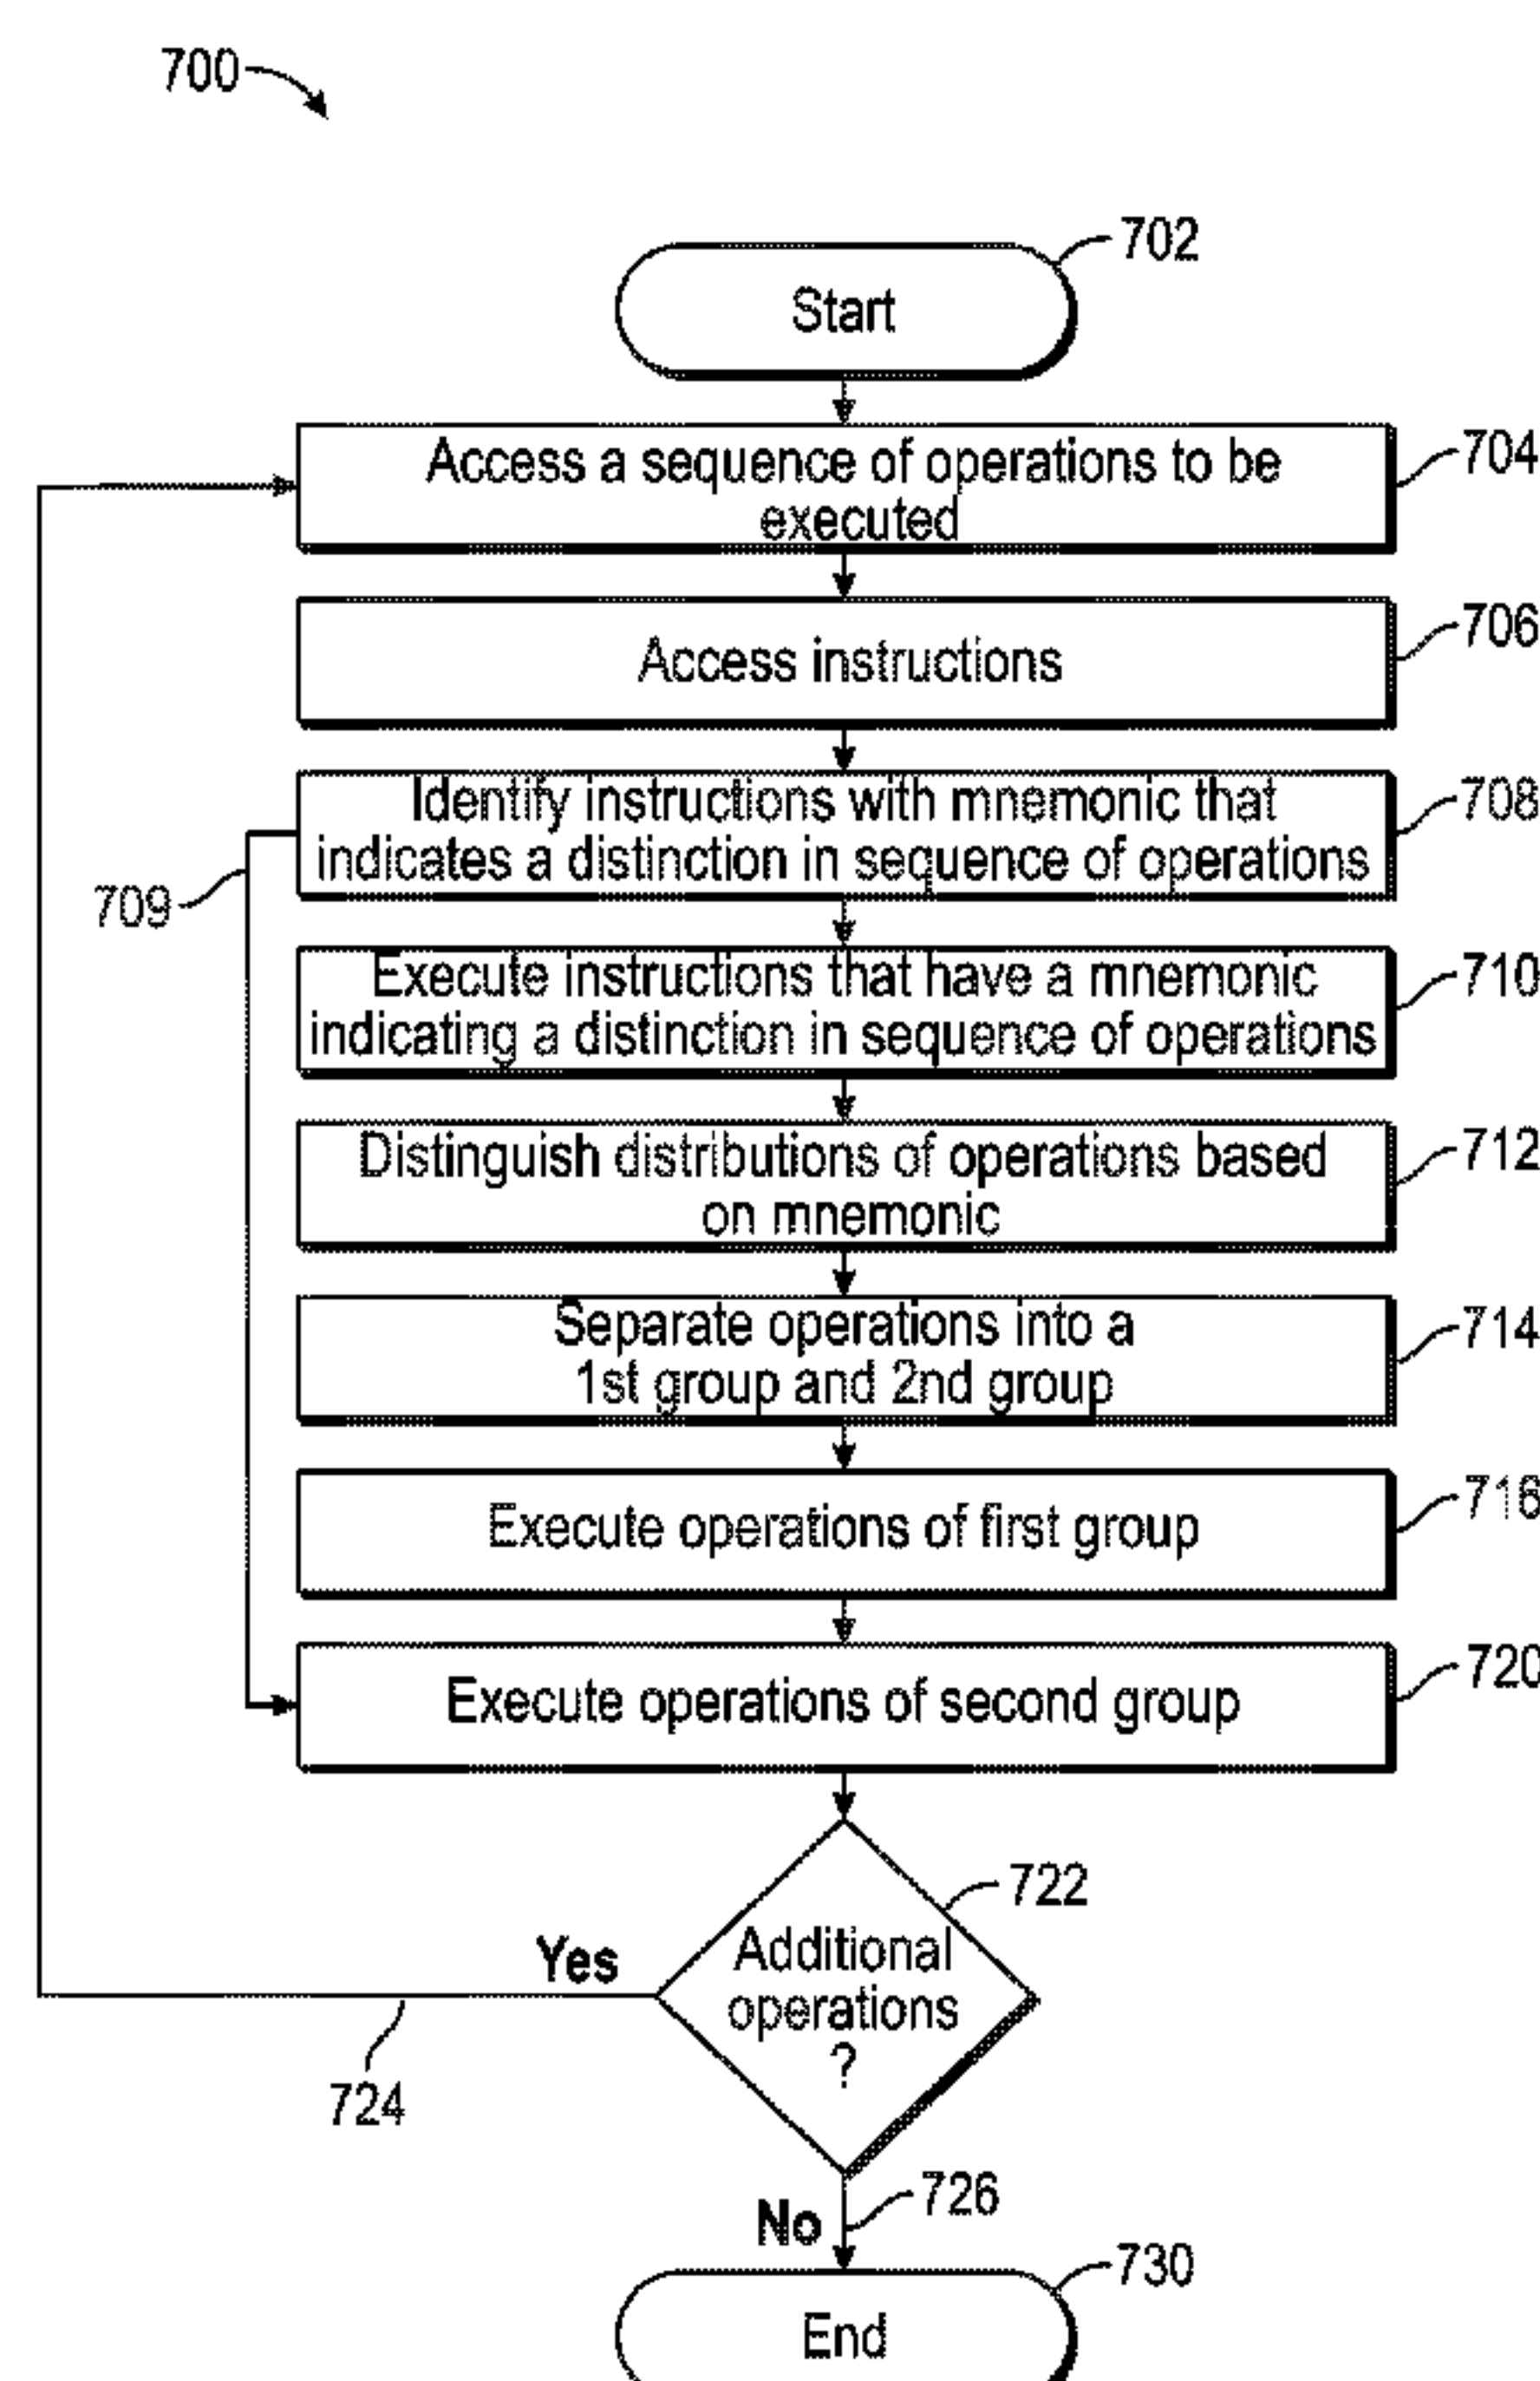 700
702
Start
Access a sequence of operations to be
executed
704
Access instructions
706
Identify instructions with mnemonic that
indicates a distinction in sequence of operations
708
709
Execute instructions that have a mnemonic
indicating a distinction in sequence of operations
710
Distinguish distributions of operations based
on mnemonic
712
Separate operations into a
1st group and 2nd group
714
Execute operations of first group
716
Execute operations of second group
720
722
Additional
operations
?
Yes
724
No
726
730
End